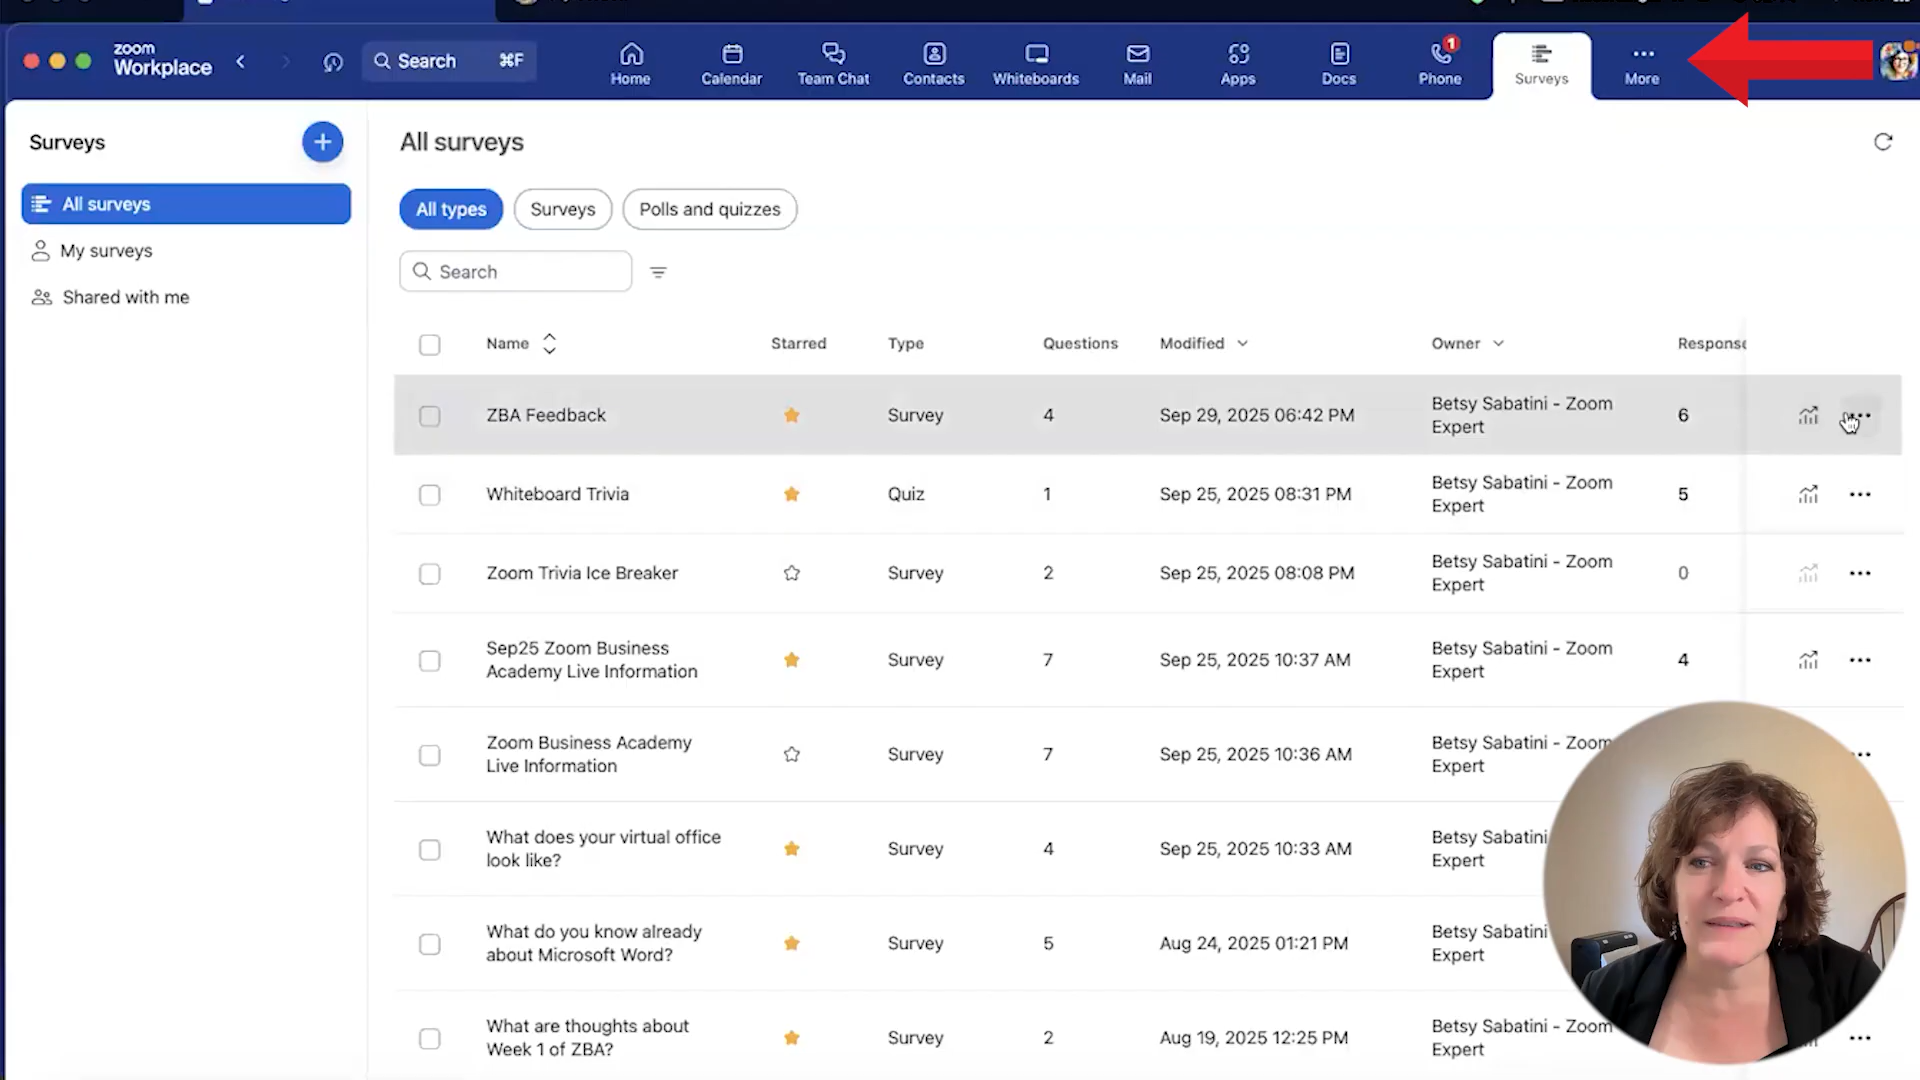 zoom
Workplace
Search ⌘F
Home
Calendar
Team Chat
Contacts
Whiteboards
Mail
Apps
Docs
1
Phone
Surveys
More
Surveys
All surveys
My surveys
Shared with me
All surveys
All types
Surveys
Polls and quizzes
Search
Name
Starred
Type
Questions
Modified
Owner
Response
ZBA Feedback
Survey
4
Sep 29, 2025 06:42 PM
Betsy Sabatini - Zoom
Expert
6
Whiteboard Trivia
Quiz
1
Sep 25, 2025 08:31 PM
Betsy Sabatini - Zoom
Expert
5
Zoom Trivia Ice Breaker
Survey
2
Sep 25, 2025 08:08 PM
Betsy Sabatini - Zoom
Expert
0
Sep25 Zoom Business
Academy Live Information
Survey
7
Sep 25, 2025 10:37 AM
Betsy Sabatini - Zoom
Expert
4
Zoom Business Academy
Live Information
Survey
7
Sep 25, 2025 10:36 AM
Betsy Sabatini - Zoom
Expert
What does your virtual office
look like?
Survey
4
Sep 25, 2025 10:33 AM
Betsy Sabatini
Expert
What do you know already
about Microsoft Word?
Survey
5
Aug 24, 2025 01:21 PM
Betsy Sabatini
Expert
What are thoughts about
Week 1 of ZBA?
Survey
2
Aug 19, 2025 12:25 PM
Betsy Sabatini - Zoom
Expert